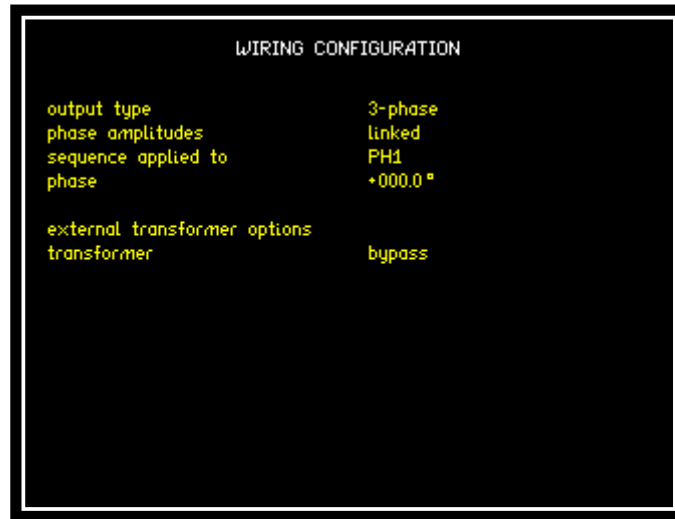 WIRING CONFIGURATION
output type 3-phase
phase amplitudes linked
sequence applied to PH1
phase +000.0°
external transformer options
transformer bypass